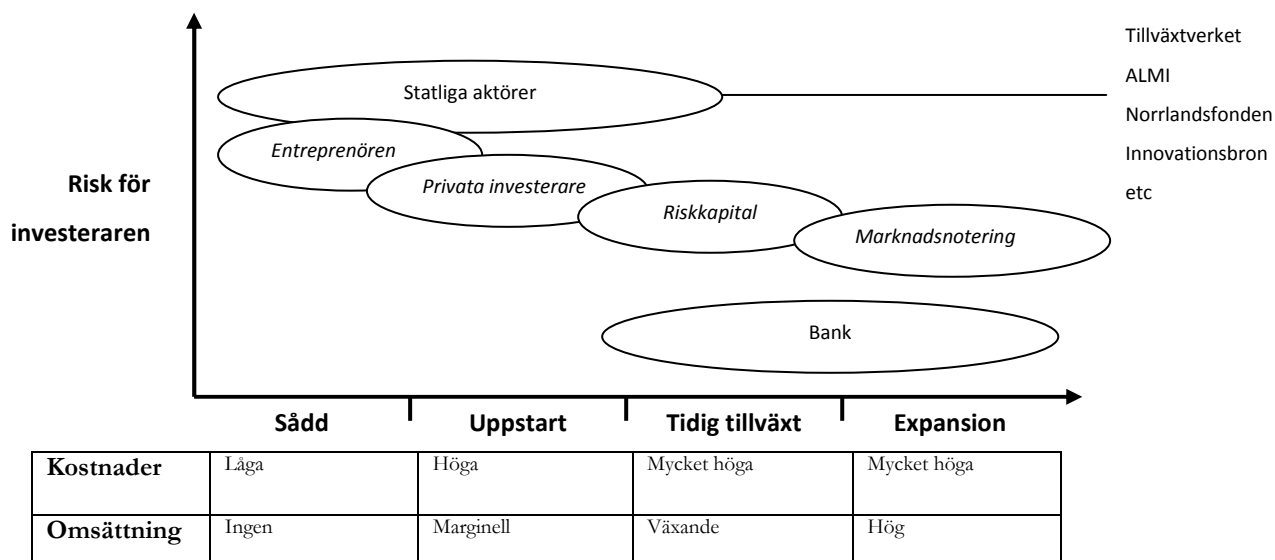 Tillväxtverket
ALMI
Norrlandsfonden
Innovationsbron
etc
Statliga aktörer
Entreprenören
Privata investerare
Riskkapital
Marknadsnotering
Bank
Risk för
investeraren
Sådd Uppstart Tidig tillväxt Expansion
Kostnader Låga Höga Mycket höga Mycket höga
Omsättning Ingen Marginell Växande Hög